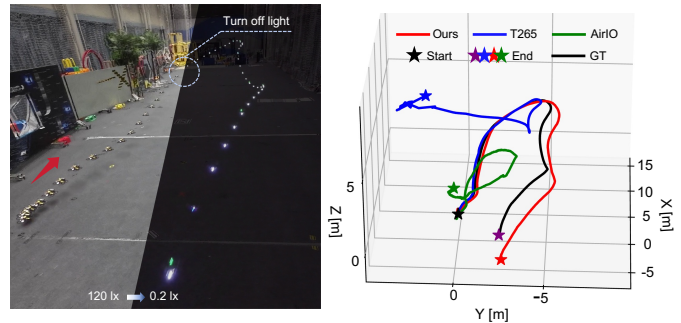 Turn off light
120 lx 0.2 lx
Ours T265 AirIO
Start End GT
5
0
Z [m]
0
-5
Y [m]
15
10
5
0
-5
X [m]